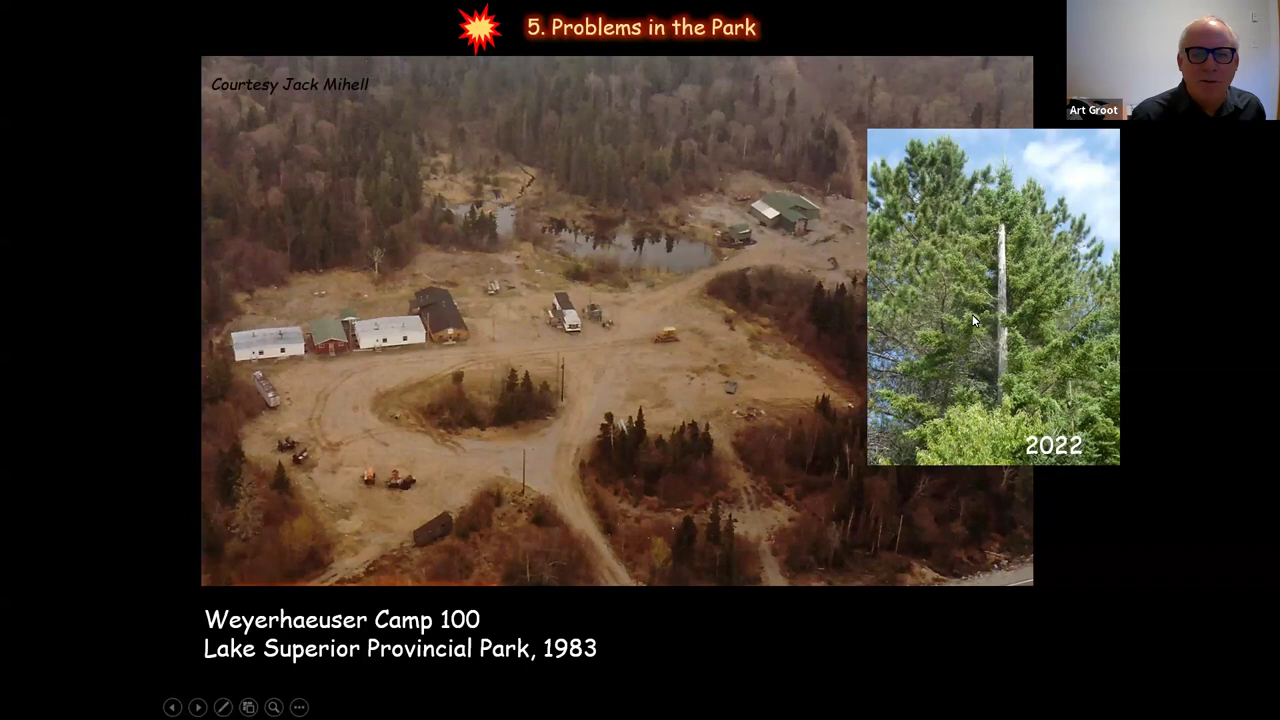 5. Problems in the Park
Courtesy Jack Mihell
Art Groot
2022
Weyerhaeuser Camp 100
Lake Superior Provincial Park, 1983